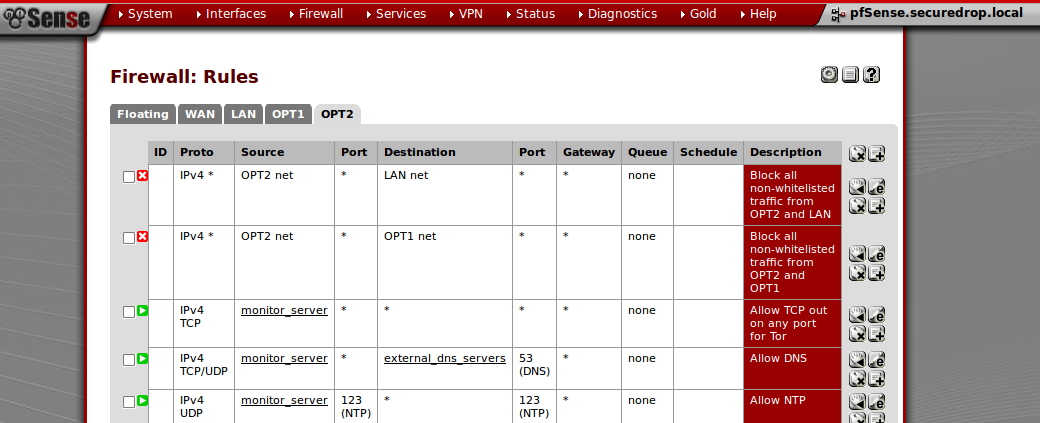 Sense System Interfaces Firewall Services VPN Status Diagnostics Gold Help pfSense.securedrop.local
Firewall: Rules
?
Floating WAN LAN OPT1 OPT2
ID Proto Source Port Destination Port Gateway Queue Schedule Description
IPv4 * OPT2 net * LAN net * * none Block all
non-whitelisted
traffic from
OPT2 and LAN
IPv4 * OPT2 net * OPT1 net * * none Block all
non-whitelisted
traffic from
OPT2 and
OPT1
IPv4 monitor_server * * * * none Allow TCP out
TCP on any port
for Tor
IPv4 monitor_server * external_dns_servers 53 * none Allow DNS
TCP/UDP (DNS)
IPv4 monitor_server 123 * 123 * none Allow NTP
UDP (NTP) (NTP)